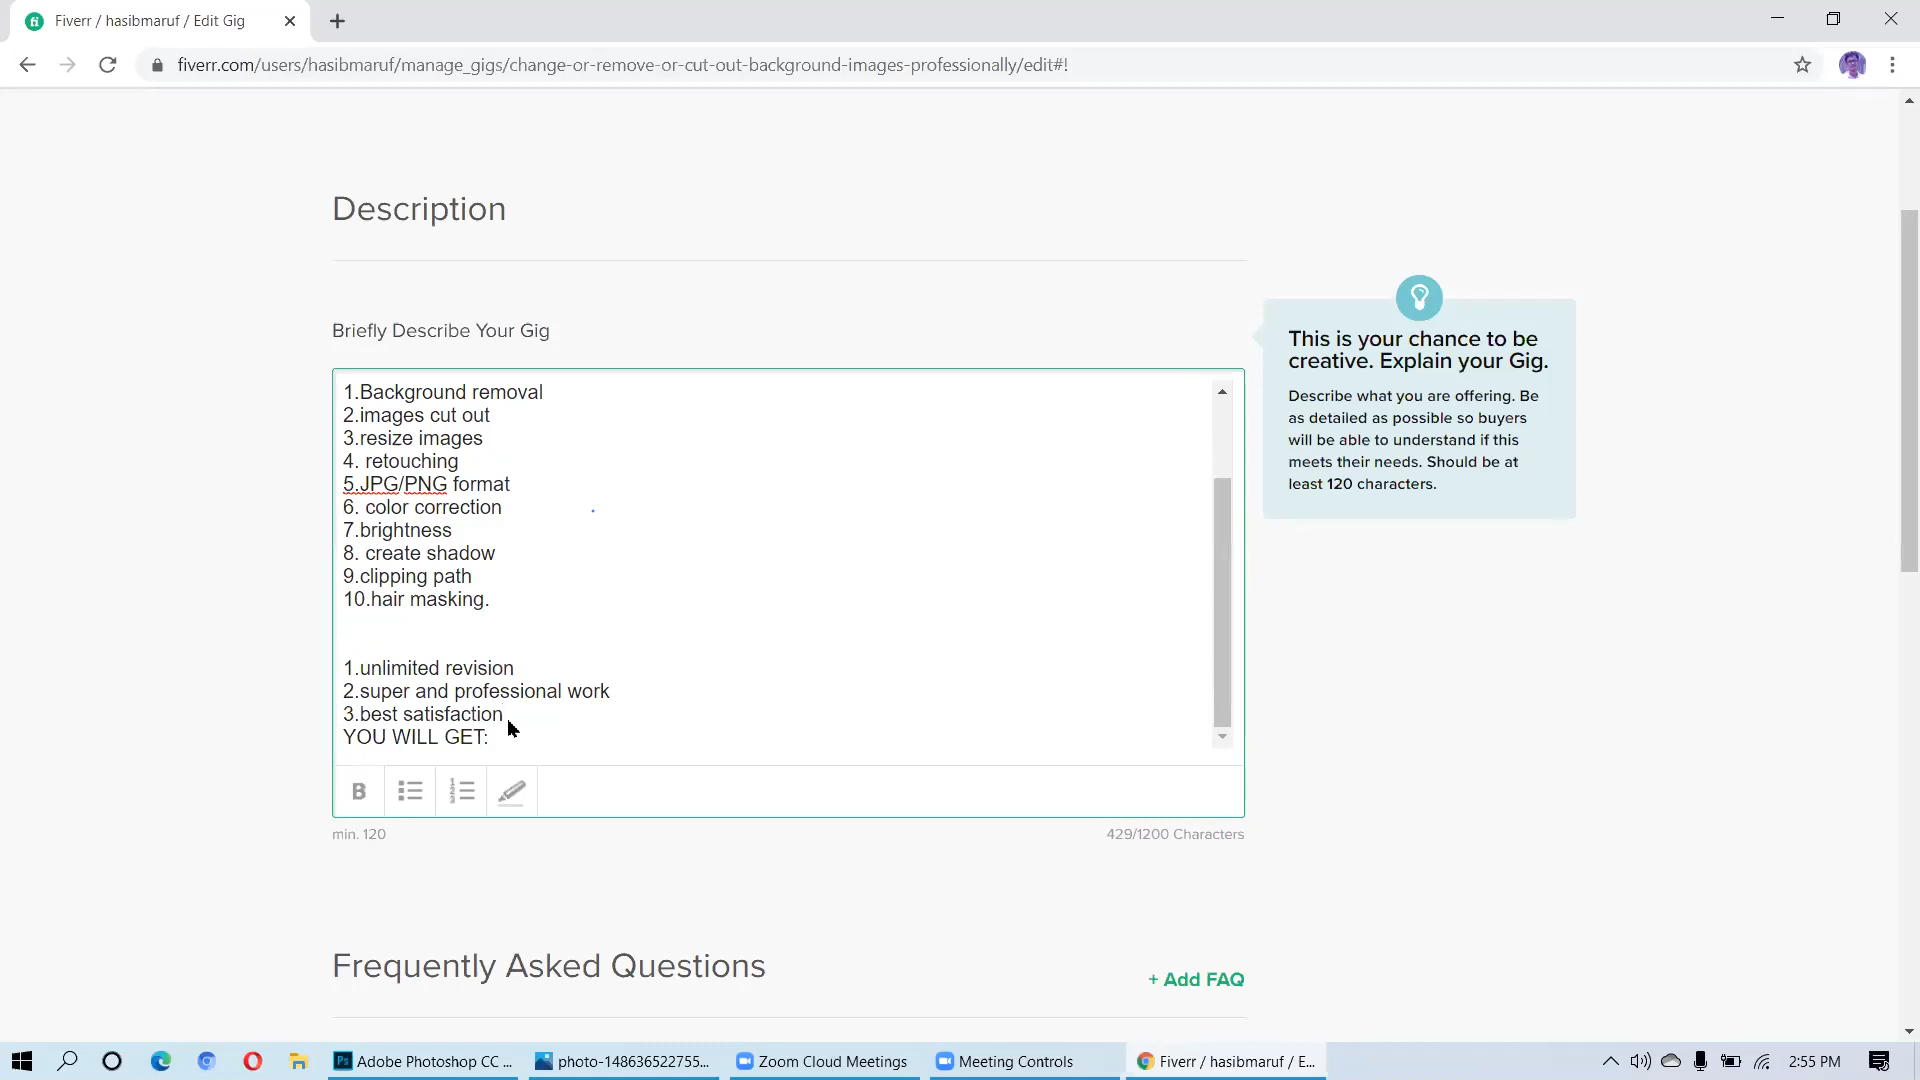 Fiverr / hasibmaruf / Edit Gig
fiverr.com/users/hasibmaruf/manage_gigs/change-or-remove-or-cut-out-background-images-professionally/edit#!
Description
Briefly Describe Your Gig
1.Background removal
2.images cut out
3.resize images
4. retouching
5.JPG/PNG format
6. color correction
7.brightness
8. create shadow
9.clipping path
10.hair masking.
1.unlimited revision
2.super and professional work
3.best satisfaction
YOU WILL GET:
B
min. 120
429/1200 Characters
This is your chance to be
creative. Explain your Gig.
Describe what you are offering. Be
as detailed as possible so buyers
will be able to understand if this
meets their needs. Should be at
least 120 characters.
Frequently Asked Questions
+ Add FAQ
Adobe Photoshop CC ...
photo-148636522755...
Zoom Cloud Meetings
Meeting Controls
Fiverr / hasibmaruf / E...
2:55 PM